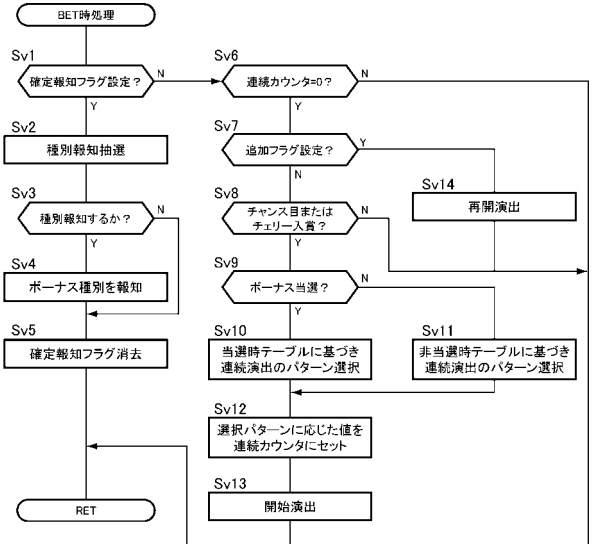 BET時処理
Sv1
確定報知フラグ設定？
N
Y
Sv2
種別報知抽選
Sv3
種別報知するか？
N
Y
Sv4
ボーナス種別を報知
Sv5
確定報知フラグ消去
RET
Sv6
連続カウンタ=0？
N
Y
Sv7
追加フラグ設定？
Y
N
Sv14
再開演出
Sv8
チャンス目または
チェリー入賞？
N
Y
Sv9
ボーナス当選？
N
Y
Sv10
当選時テーブルに基づき
連続演出のパターン選択
Sv11
非当選時テーブルに基づき
連続演出のパターン選択
Sv12
選択パターンに応じた値を
連続カウンタにセット
Sv13
開始演出